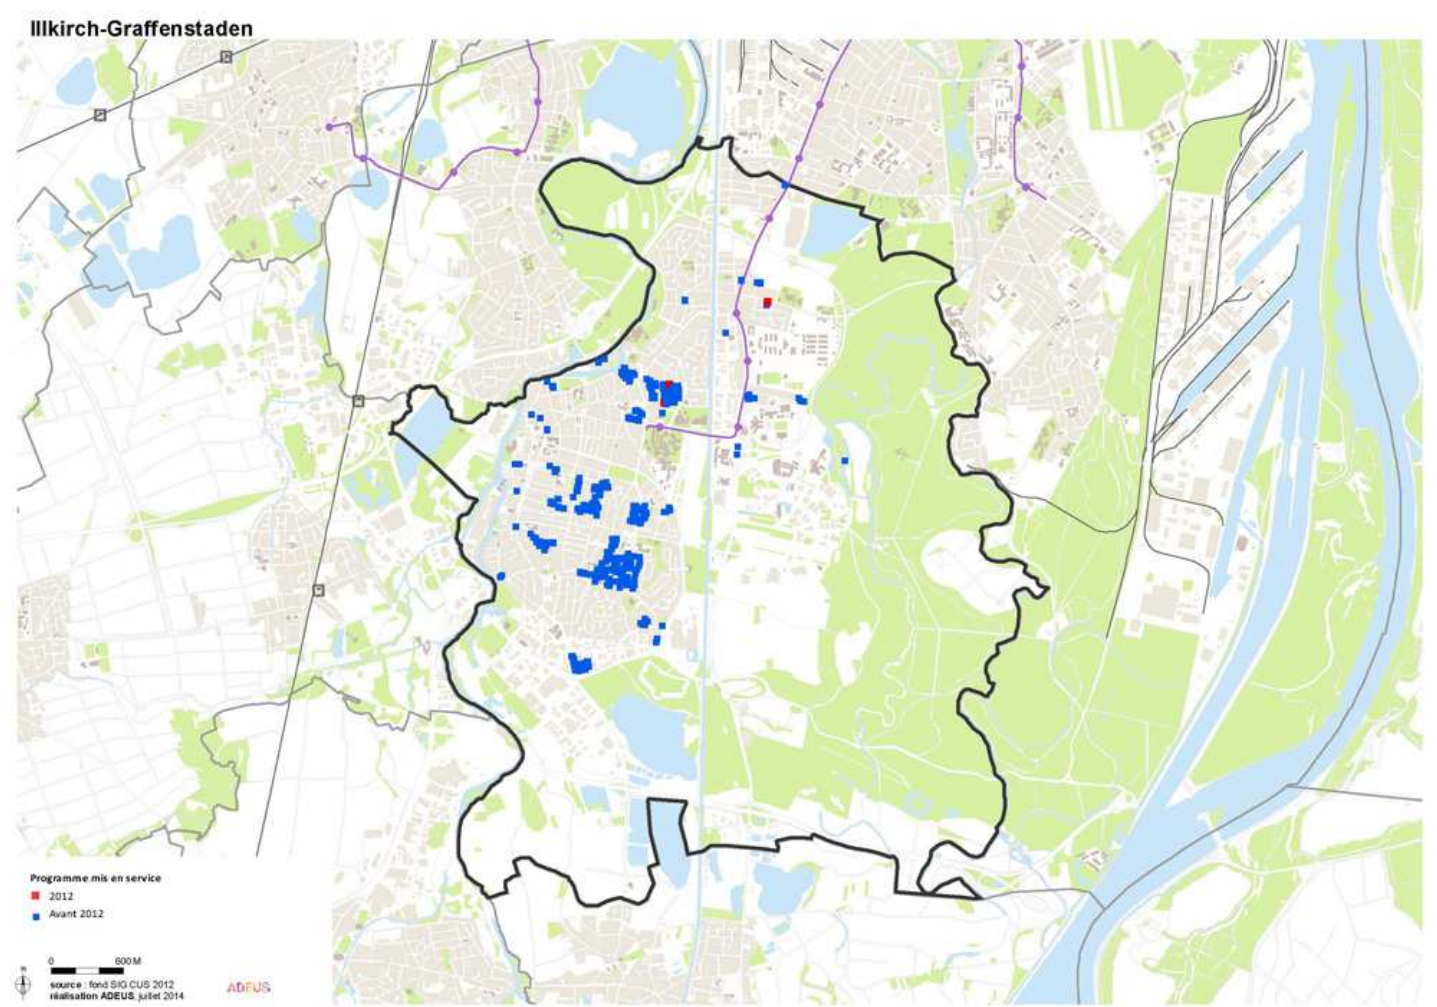 Illkirch-Graffenstaden
Programme mis en service
2012
Avant 2012
0 600 M
N
source : fond SIG CUS 2012
réalisation ADEUS, juillet 2014
ADEUS